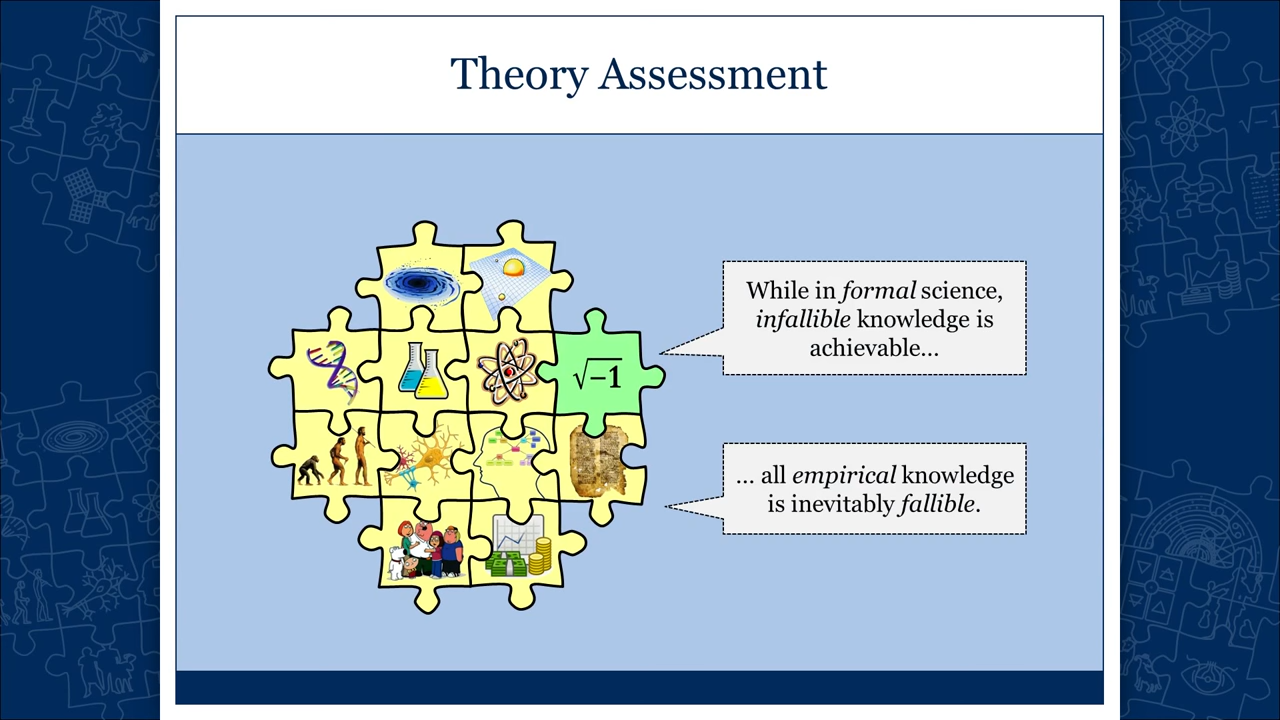 Theory Assessment
While in formal science,
infallible knowledge is
achievable...
√−1
... all empirical knowledge
is inevitably fallible.